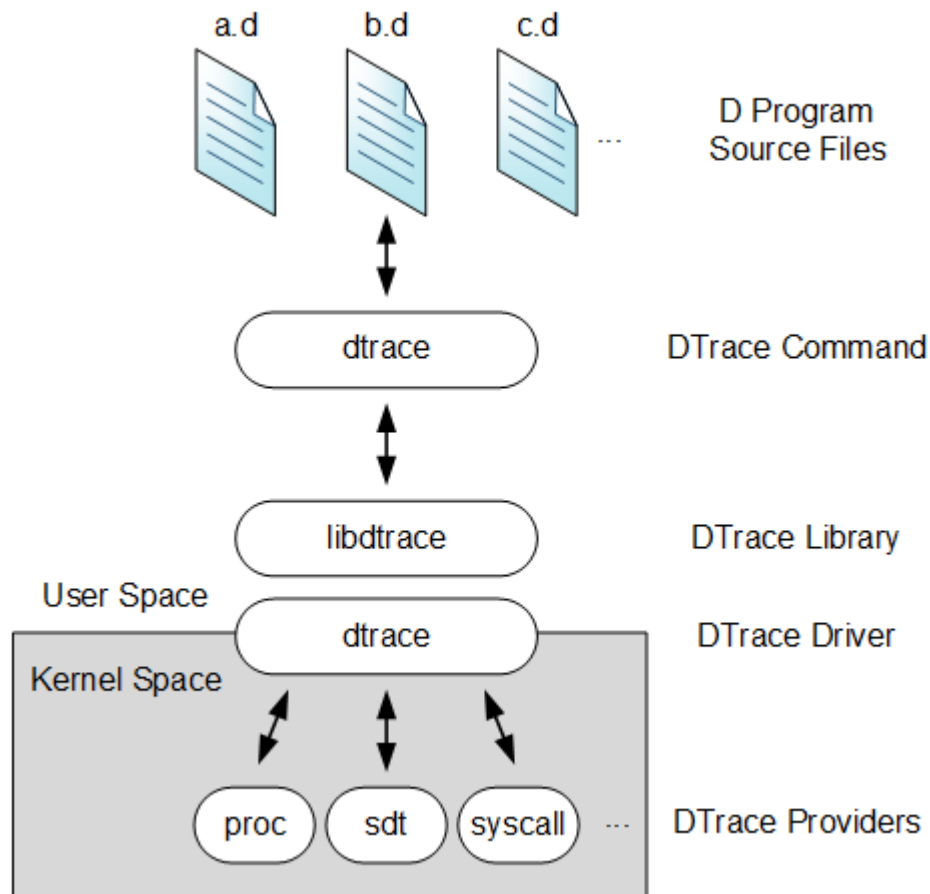 a.d b.d c.d
... D Program
Source Files
dtrace DTrace Command
libdtrace DTrace Library
User Space
dtrace DTrace Driver
Kernel Space
proc sdt syscall ... DTrace Providers